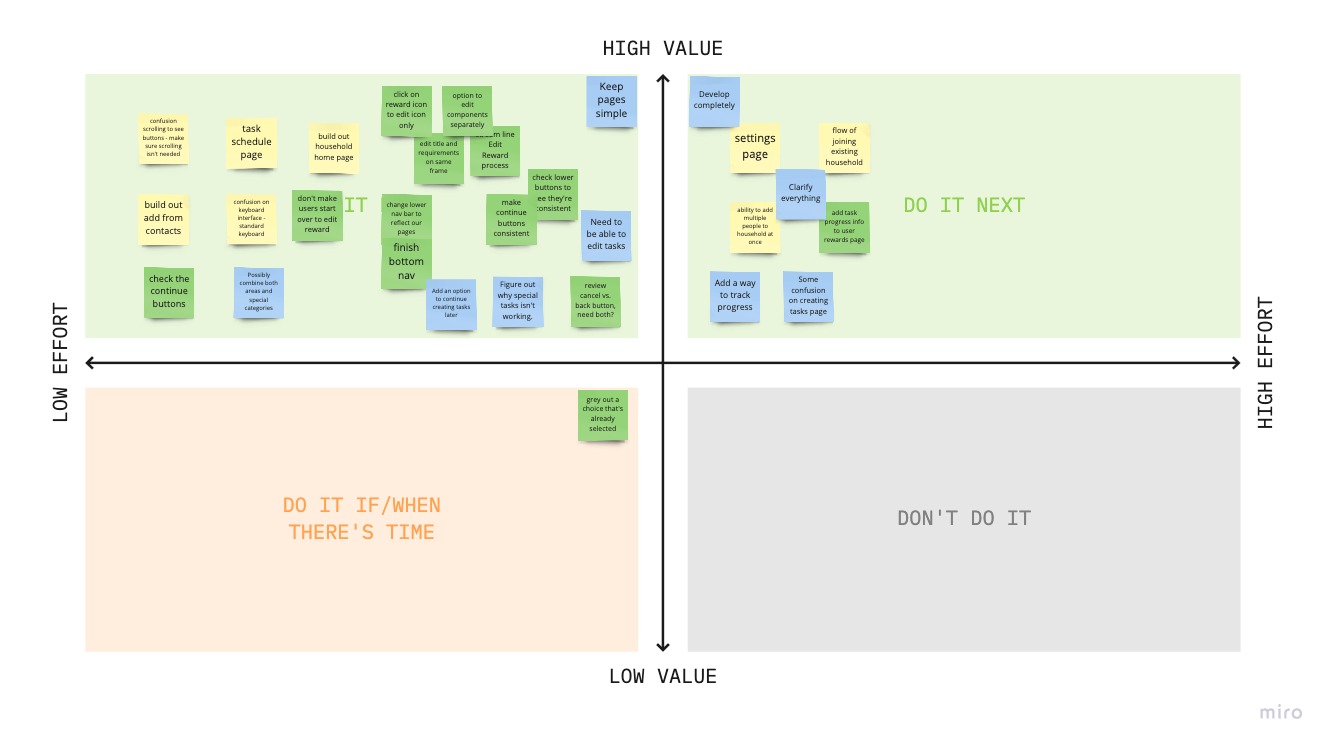 HIGH VALUE
Keep
pages
simple
click on
reward icon
to edit icon
only
option to
edit
components
separately
confusion
scrolling to see
buttons - make
sure scrolling
isn't needed
task
schedule
page
build out
household
home page
edit title and
requirements
on same
frame
line
Edit
Reward
process
check lower
buttons to
they're
consistent
build out
add from
contacts
confusion on
keyboard
interface -
standard
keyboard
don't make
users start
over to edit
reward
IT
change lower
nav bar to
reflect our
pages
make
continue
buttons
consistent
Need to
be able to
edit tasks
finish
bottom
nav
check the
continue
buttons
Possibly
combine both
areas and
special
categories
Add an option
to continue
creating tasks
later
Figure out
why special
tasks isn't
working.
review
cancel vs.
back button,
need both?
Develop
completely
settings
page
flow of
joining
existing
household
Clarify
everything
DO IT NEXT
ability to add
multiple
people to
household at
once
add task
progress info
to user
rewards page
Add a way
to track
progress
Some
confusion
on creating
tasks page
LOW EFFORT
HIGH EFFORT
grey out a
choice that's
already
selected
DO IT IF/WHEN
THERE'S TIME
DON'T DO IT
LOW VALUE
miro